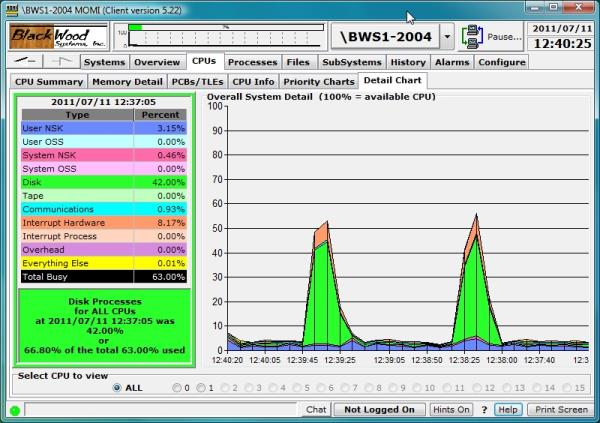 \BWS1-2004 MOMI (Client version 5.22)
BlackWood
Systems, Inc.
100
\BWS1-2004
Pause...
2011/07/11
12:40:25
Systems Overview CPUs Processes Files SubSystems History Alarms Configure
CPU Summary Memory Detail PCBs/TLEs CPU Info Priority Charts Detail Chart
2011/07/11 12:37:05
Type Percent
User NSK 3.15%
User OSS 0.00%
System NSK 0.46%
System OSS 0.00%
Disk 42.00%
Tape 0.00%
Communications 0.93%
Interrupt Hardware 8.17%
Interrupt Process 0.00%
Overhead 0.00%
Everything Else 0.01%
Total Busy 63.00%
Disk Processes
for ALL CPUs
at 2011/07/11 12:37:05 was
42.00%
or
66.80% of the total 63.00% used
Overall System Detail (100% = available CPU)
100
90
80
70
60
50
40
30
20
10
0
12:40:20 12:40:05 12:39:45 12:39:25 12:39:05 12:38:45 12:38:25 12:38:00 12:37:40 12:37:20
Select CPU to view
ALL 0 1 2 3 4 5 6 7 8 9 10 11 12 13 14 15
Chat Not Logged On Hints On ? Help Print Screen